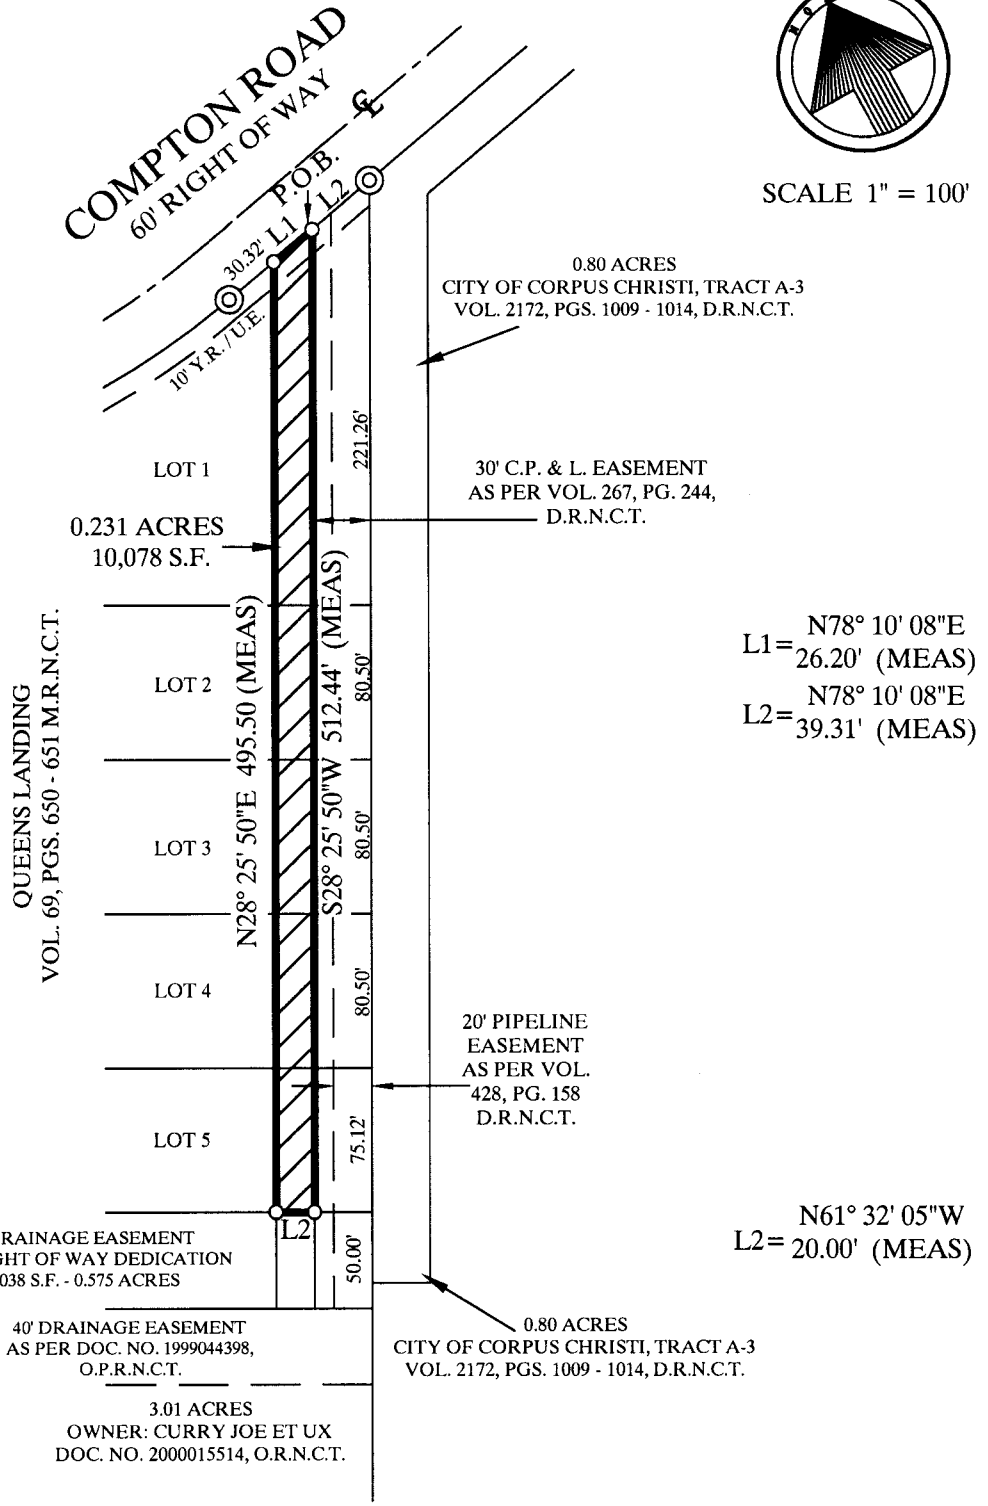 COMPTON ROAD
60' RIGHT OF WAY
SCALE 1" = 100'
P.O.B.
L2
L1
30.32'
10' Y.R. / U.E.
0.80 ACRES
CITY OF CORPUS CHRISTI, TRACT A-3
VOL. 2172, PGS. 1009 - 1014, D.R.N.C.T.
221.26'
LOT 1
30' C.P. & L. EASEMENT
AS PER VOL. 267, PG. 244,
D.R.N.C.T.
0.231 ACRES
10,078 S.F.
QUEENS LANDING
VOL. 69, PGS. 650 - 651 M.R.N.C.T.
N28° 25' 50"E 495.50 (MEAS)
S28° 25' 50"W 512.44' (MEAS)
L1= N78° 10' 08"E
26.20' (MEAS)
L2= N78° 10' 08"E
39.31' (MEAS)
LOT 2
80.50'
LOT 3
80.50'
LOT 4
80.50'
20' PIPELINE
EASEMENT
AS PER VOL.
428, PG. 158
D.R.N.C.T.
LOT 5
75.12'
L2
L2= N61° 32' 05"W
20.00' (MEAS)
RAINAGE EASEMENT
GHT OF WAY DEDICATION
038 S.F. - 0.575 ACRES
50.00'
40' DRAINAGE EASEMENT
AS PER DOC. NO. 1999044398,
O.P.R.N.C.T.
0.80 ACRES
CITY OF CORPUS CHRISTI, TRACT A-3
VOL. 2172, PGS. 1009 - 1014, D.R.N.C.T.
3.01 ACRES
OWNER: CURRY JOE ET UX
DOC. NO. 2000015514, O.R.N.C.T.